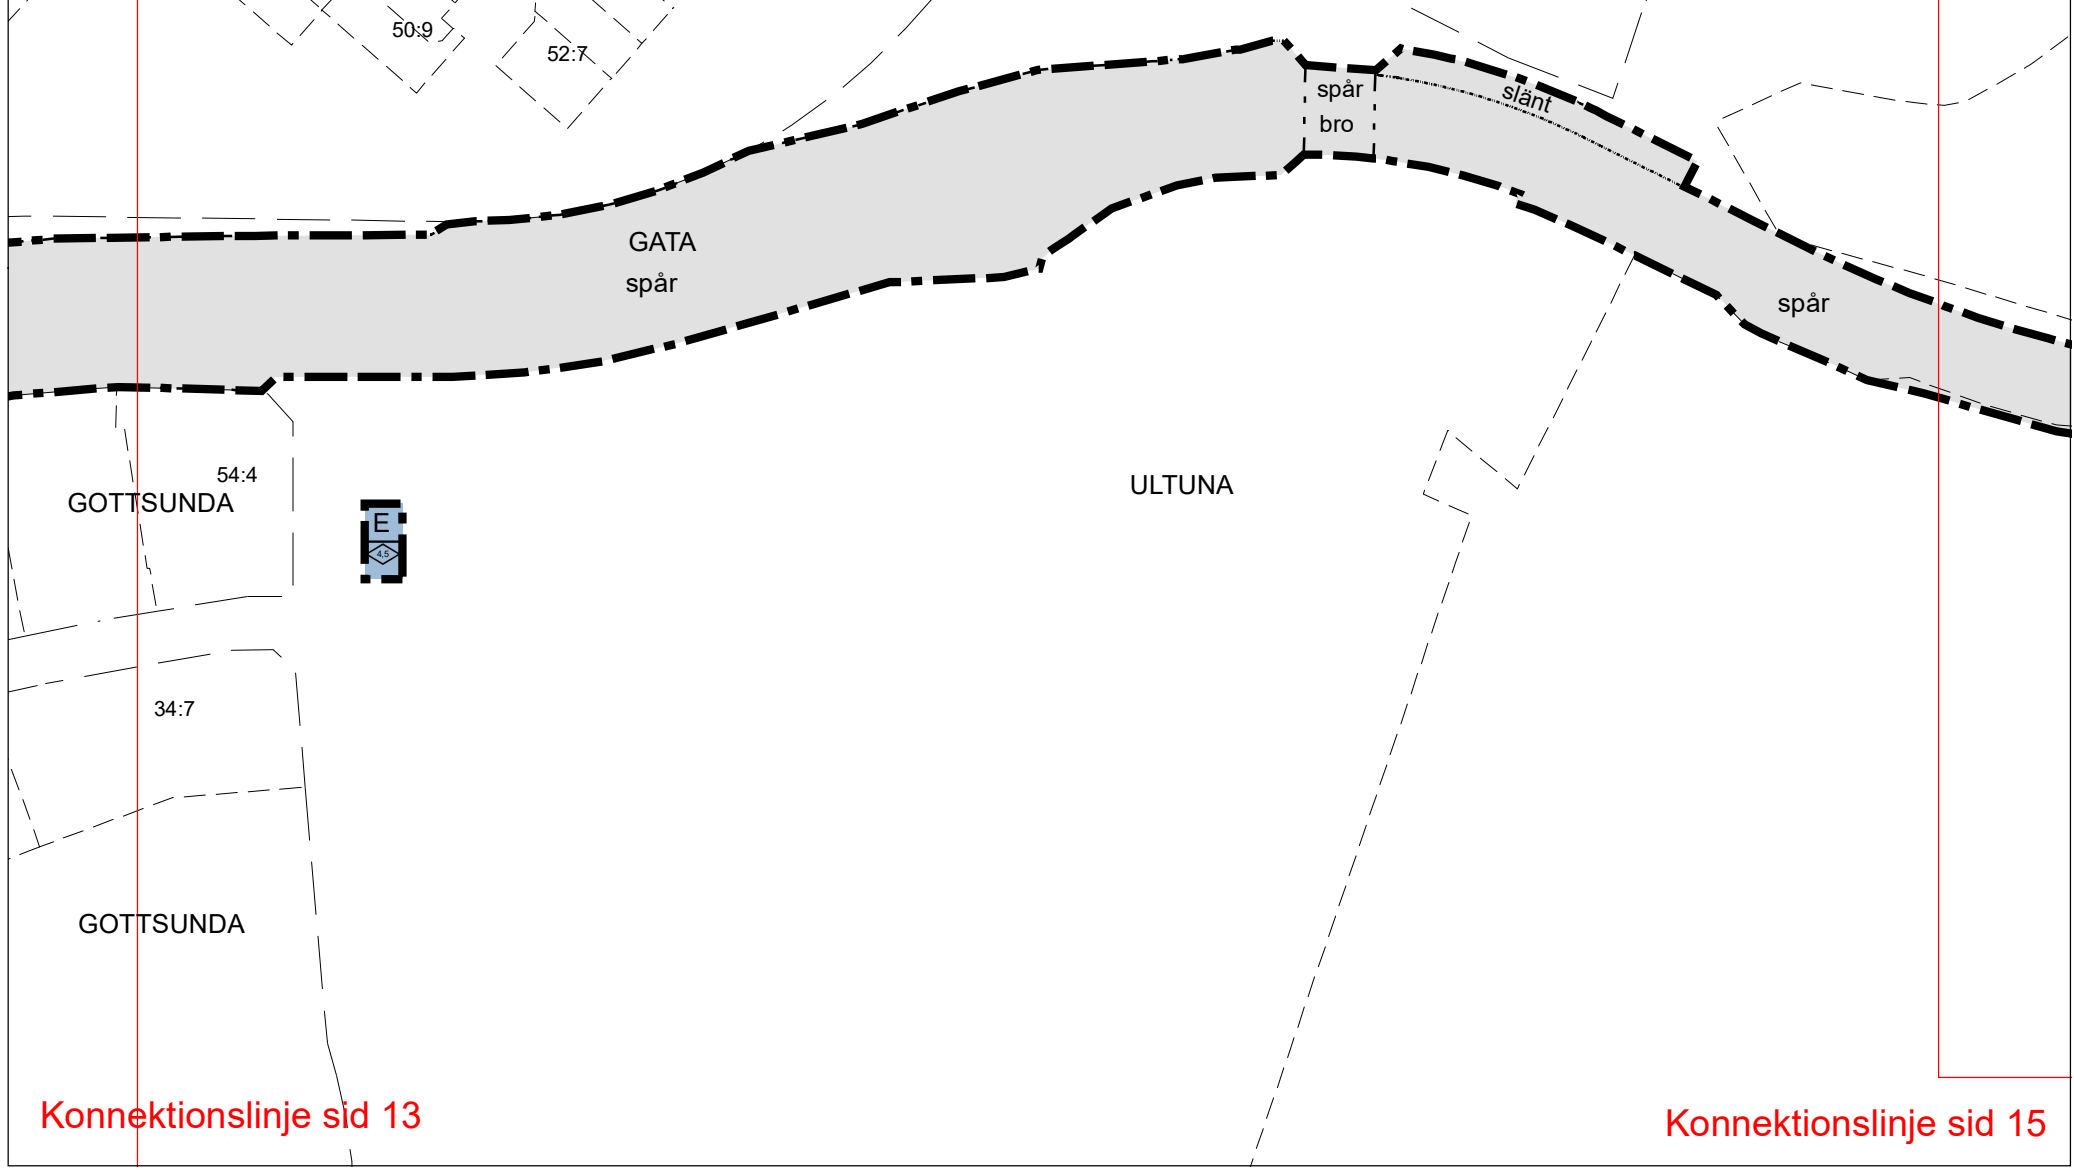 50:9
52:7
spår
bro
slänt
GATA
spår
spår
54:4
GOTTSUNDA
ULTUNA
E
4,5
34:7
GOTTSUNDA
Konnektionslinje sid 13
Konnektionslinje sid 15